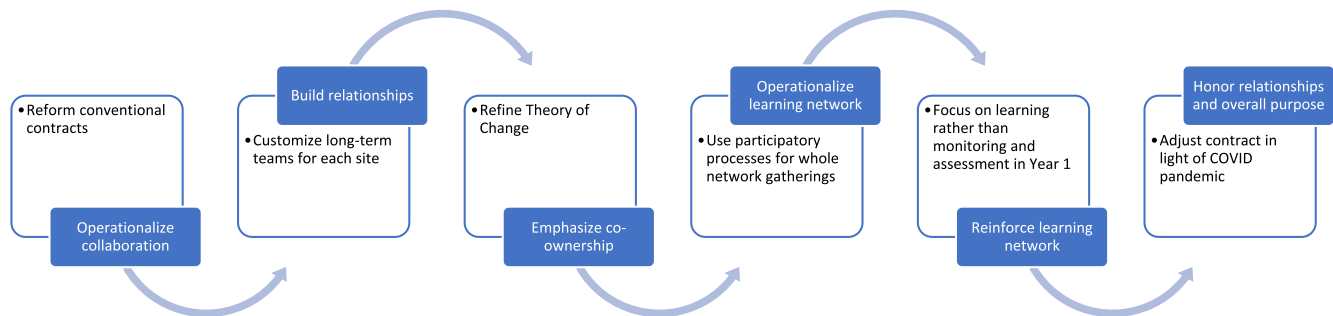 • Reform conventional
contracts
Operationalize
collaboration
Build relationships
• Customize long-term
teams for each site
• Refine Theory of
Change
Emphasize co-
ownership
Operationalize
learning network
• Use participatory
processes for whole
network gatherings
• Focus on learning
rather than
monitoring and
assessment in Year 1
Reinforce learning
network
Honor relationships
and overall purpose
• Adjust contract in
light of COVID
pandemic